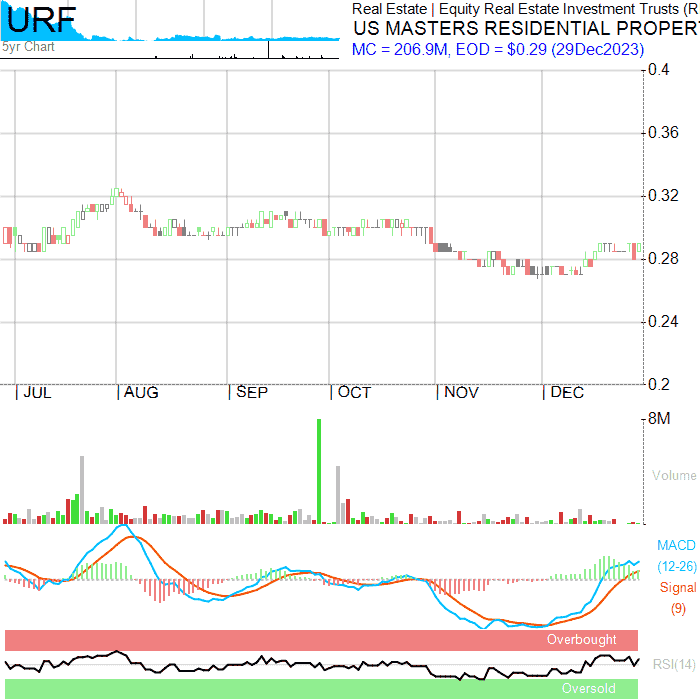 URF
5yr Chart
Real Estate | Equity Real Estate Investment Trusts (R
US MASTERS RESIDENTIAL PROPER
MC = 206.9M, EOD = $0.29 (29Dec2023)
0.4
0.36
0.32
0.28
0.24
0.2
| JUL | AUG | SEP | OCT | NOV | DEC
8M
Volume
MACD
(12-26)
Signal
(9)
Overbought
RSI(14)
Oversold